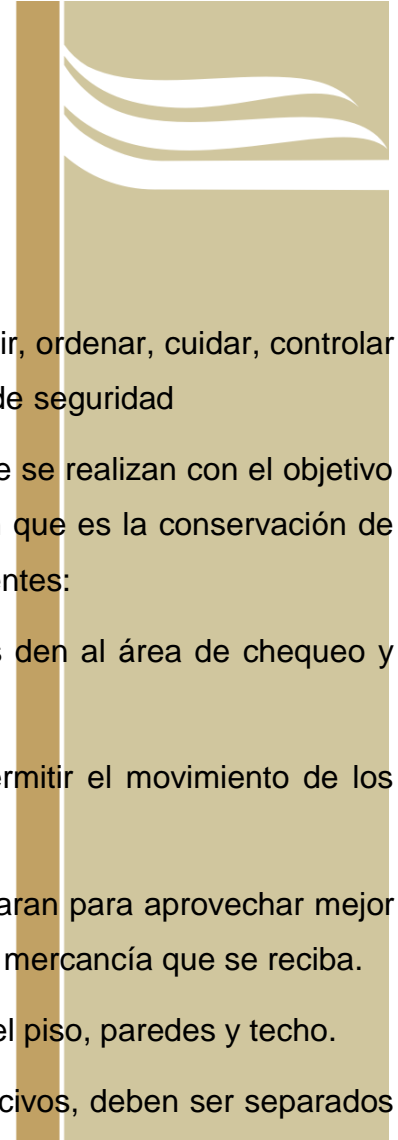 ir, ordenar, cuidar, controlar
de seguridad
e se realizan con el objetivo
que es la conservación de
entes:
s den al área de chequeo y
ermitir el movimiento de los
aran para aprovechar mejor
mercancía que se reciba.
el piso, paredes y techo.
civos, deben ser separados